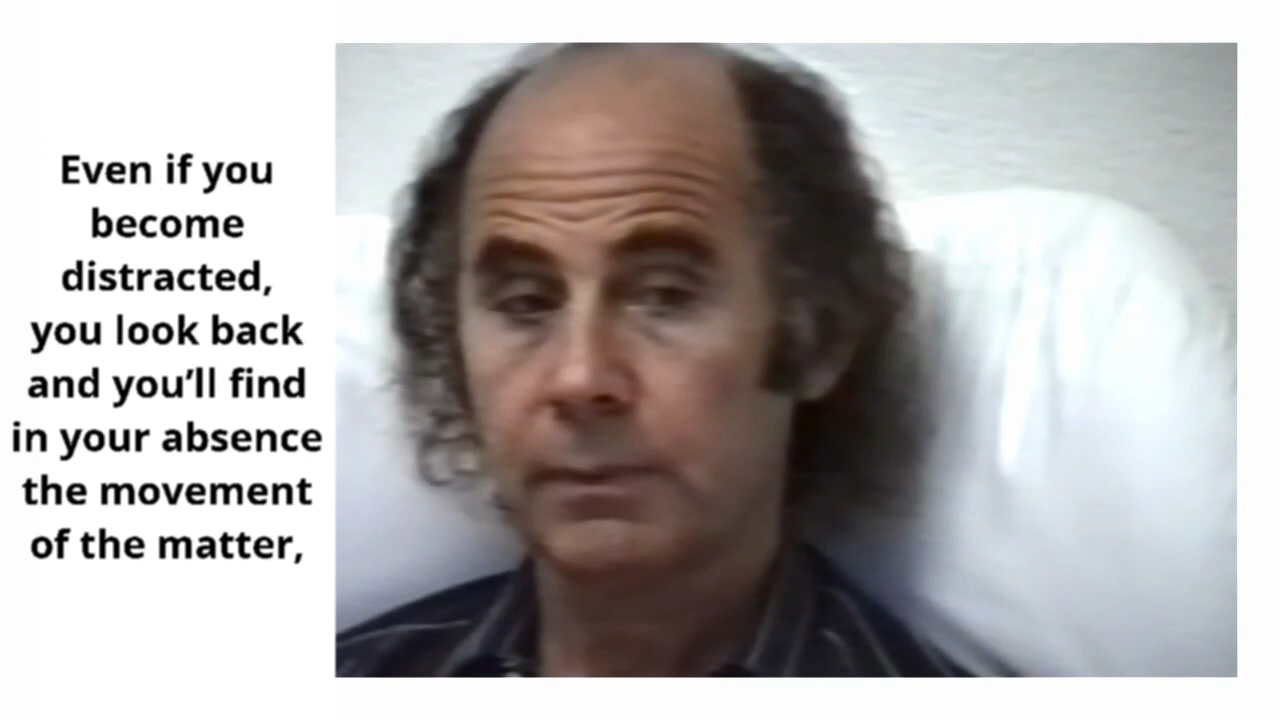 Even if you
become
distracted,
you look back
and you’ll find
in your absence
the movement
of the matter,